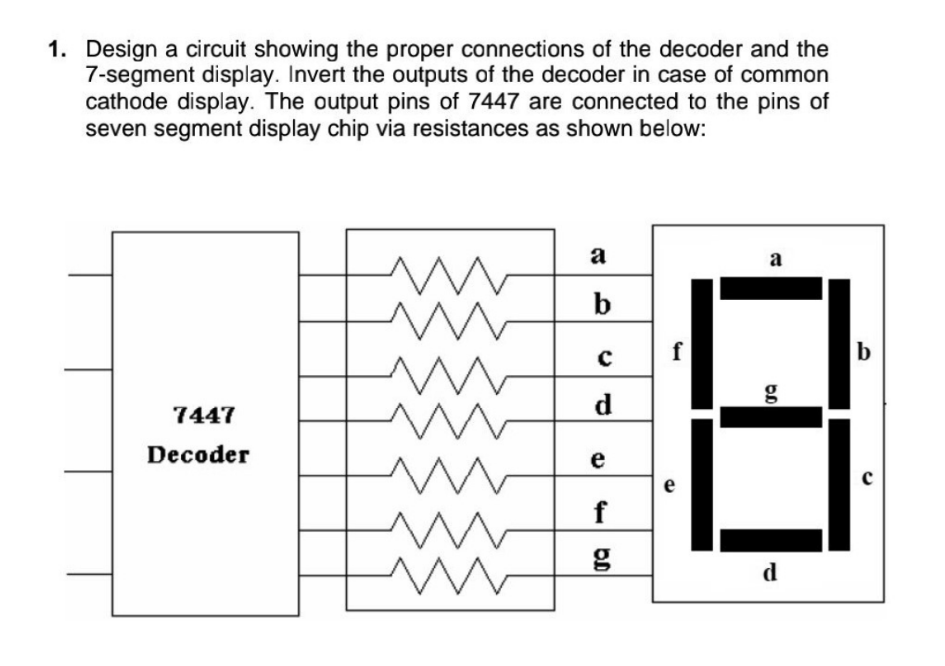 1. Design a circuit showing the proper connections of the decoder and the
7-segment display. Invert the outputs of the decoder in case of common
cathode display. The output pins of 7447 are connected to the pins of
seven segment display chip via resistances as shown below:
a
a
b
f
b
c
g
d
7447
Decoder
e
e
c
f
g
d